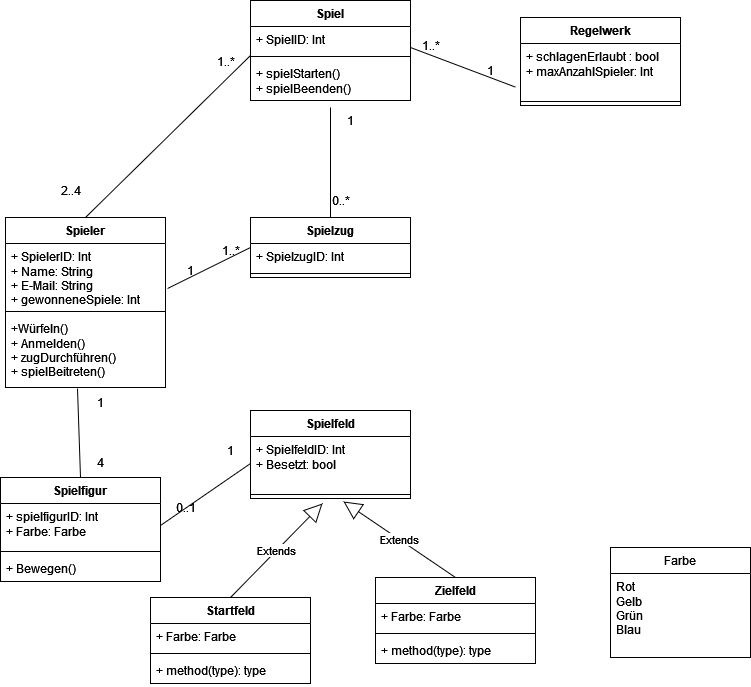 Spiel
+ SpielID: Int
+ spielStarten()
+ spielBeenden()
Regelwerk
+ schlagenErlaubt : bool
+ maxAnzahlSpieler: Int
1..*
1
1..*
2..4
1
0..*
Spieler
+ SpielerID: Int
+ Name: String
+ E-Mail: String
+ gewonneneSpiele: Int
+Würfeln()
+ Anmelden()
+ zugDurchführen()
+ spielBeitreten()
Spielzug
+ SpielzugID: Int
1..*
1
1
4
Spielfeld
+ SpielfeldID: Int
+ Besetzt: bool
1
0..1
Spielfigur
+ spielfigurID: Int
+ Farbe: Farbe
+ Bewegen()
Extends
Extends
Startfeld
+ Farbe: Farbe
+ method(type): type
Zielfeld
+ Farbe: Farbe
+ method(type): type
Farbe
Rot
Gelb
Grün
Blau